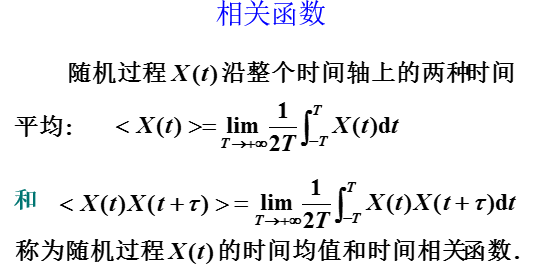 相关函数
随机过程 X(t) 沿整个时间轴上的两种时间
平均： < X(t) >= lim_{T→+∞} 1/2T ∫_{-T}^{T} X(t)dt
和 < X(t)X(t+τ) >= lim_{T→+∞} 1/2T ∫_{-T}^{T} X(t)X(t+τ)dt
称为随机过程X(t) 的时间均值和时间相关函数.